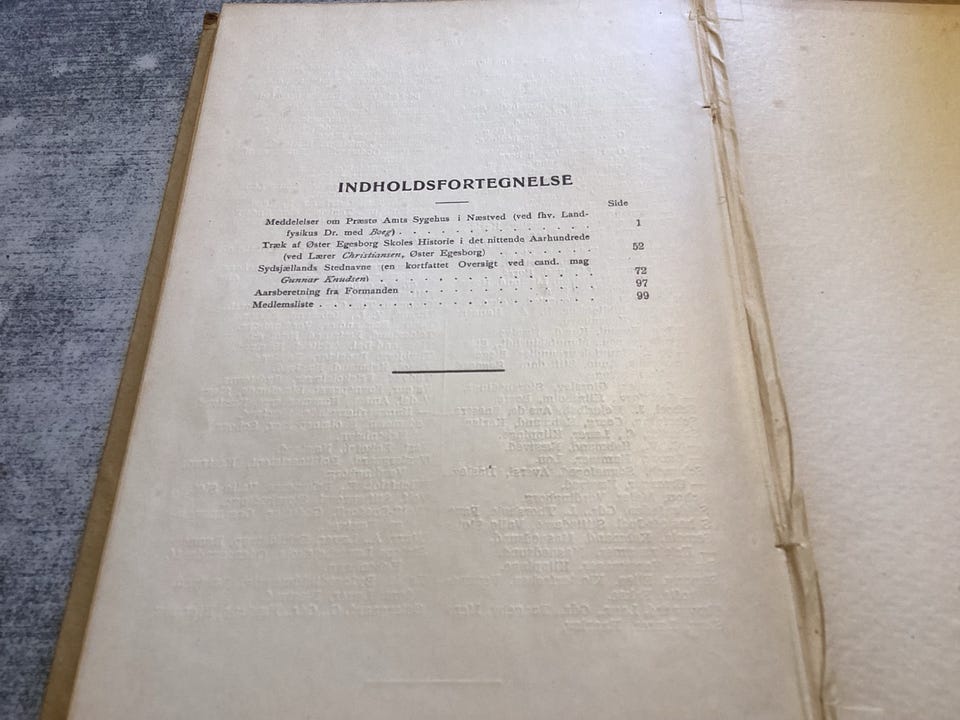 INDHOLDSFORTEGNELSE
Side
Meddelelser om Præstø Amts Sygehus i Næstved (ved fhv. Land-
fysikus Dr. med Boeg) . . . . . . . . . . . . . . . 1
Træk af Øster Egesborg Skoles Historie i det nittende Aarhundrede
(ved Lærer Christiansen, Øster Egesborg) . . . . . . . 52
Sydsjællands Stednavne (en kortfattet Oversigt ved cand. mag
Gunnar Knudsen) . . . . . . . . . . . . . . . . 72
Aarsberetning fra Formanden . . . . . . . . . . . . . 97
Medlemsliste . . . . . . . . . . . . . . . . . . . 99